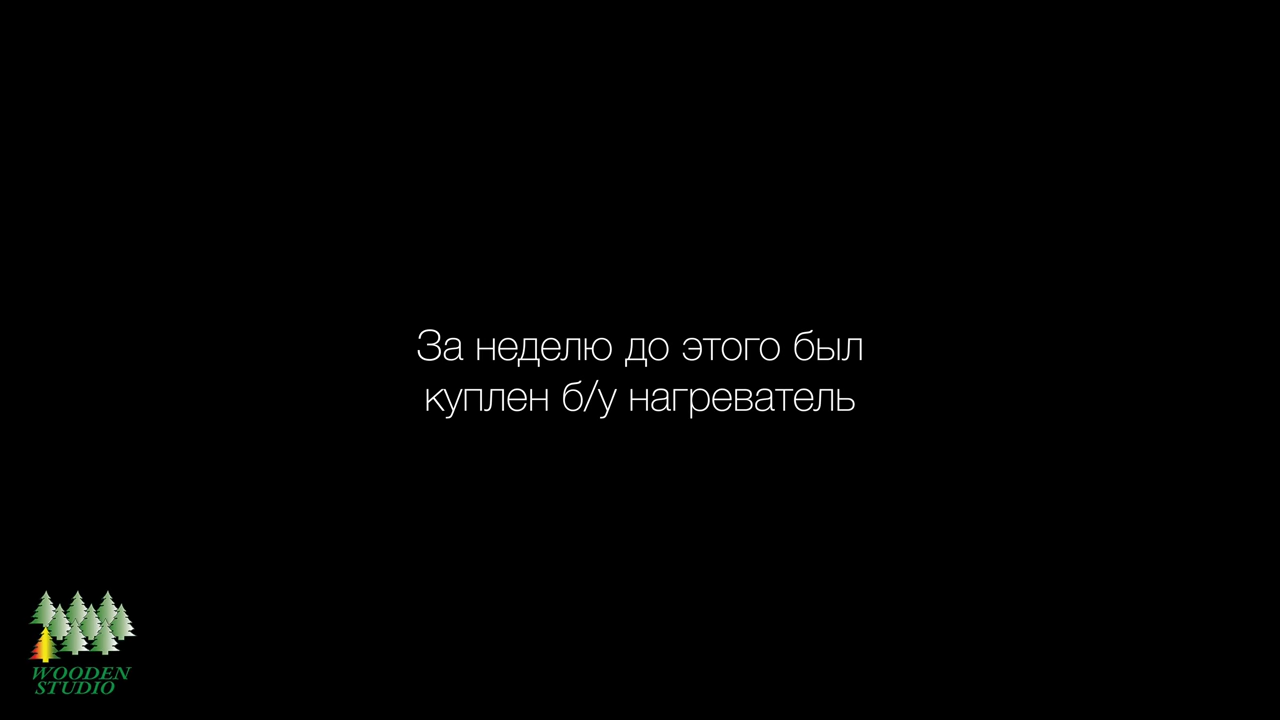 За неделю до этого был
куплен б/у нагреватель
WOODEN
STUDIO